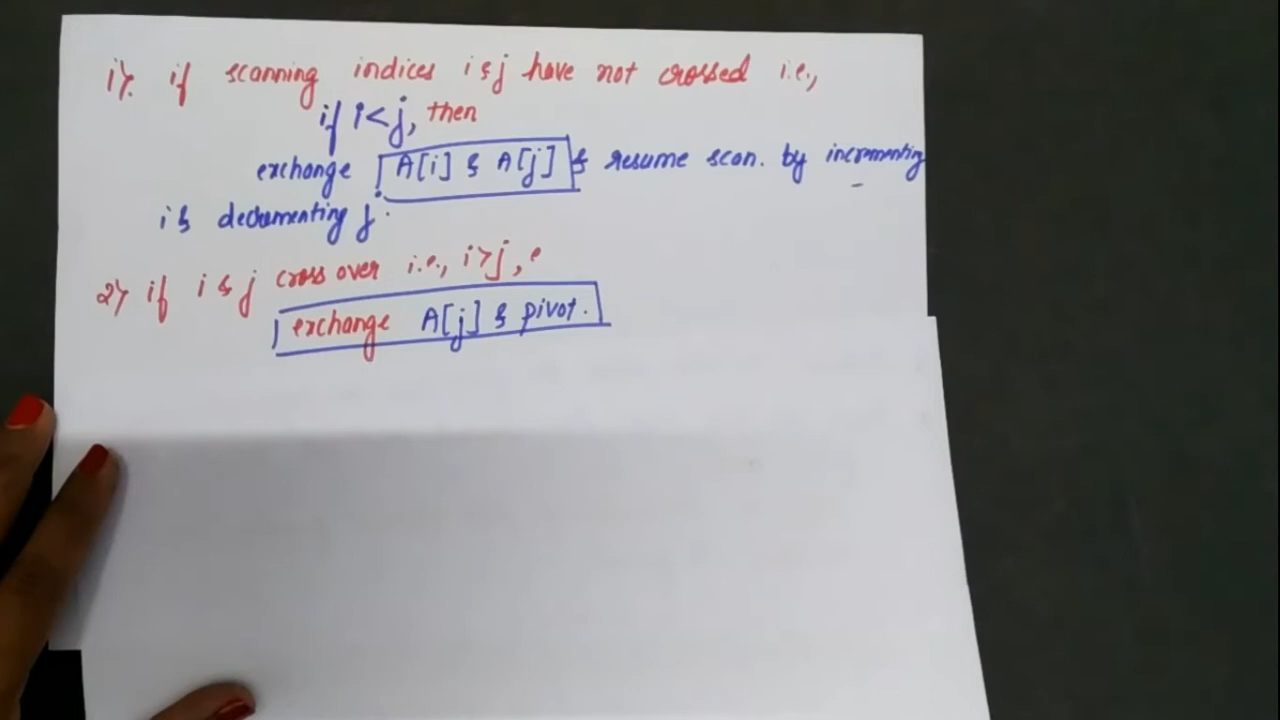 1) if scanning indices i & j have not crossed i.e.,
if i < j, then
exchange A[i] & A[j] & resume scan. by incrementing
i & decrementing j.
2) if i & j cross over i.e., i > j,
exchange A[j] & pivot.